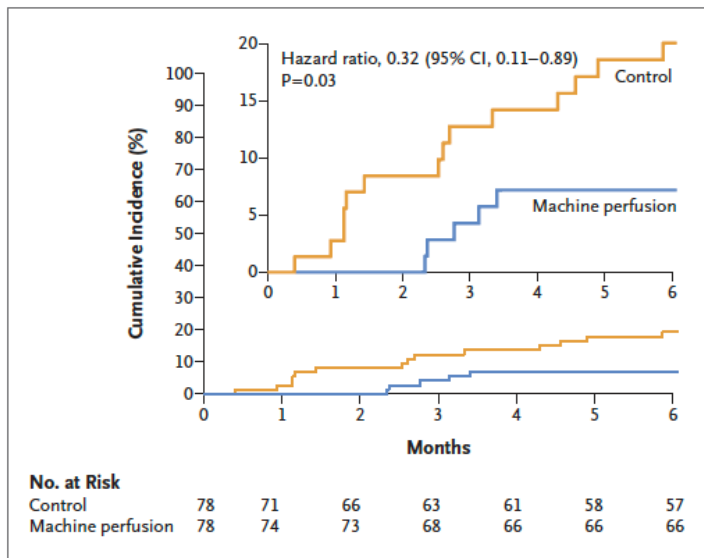 20
Hazard ratio, 0.32 (95% CI, 0.11–0.89)
P=0.03
Control
15
10
5
0
Machine perfusion
0 1 2 3 4 5 6
Cumulative Incidence (%)
100
90
80
70
60
50
40
30
20
10
0
0 1 2 3 4 5 6
Months
No. at Risk
Control 78 71 66 63 61 58 57
Machine perfusion 78 74 73 68 66 66 66